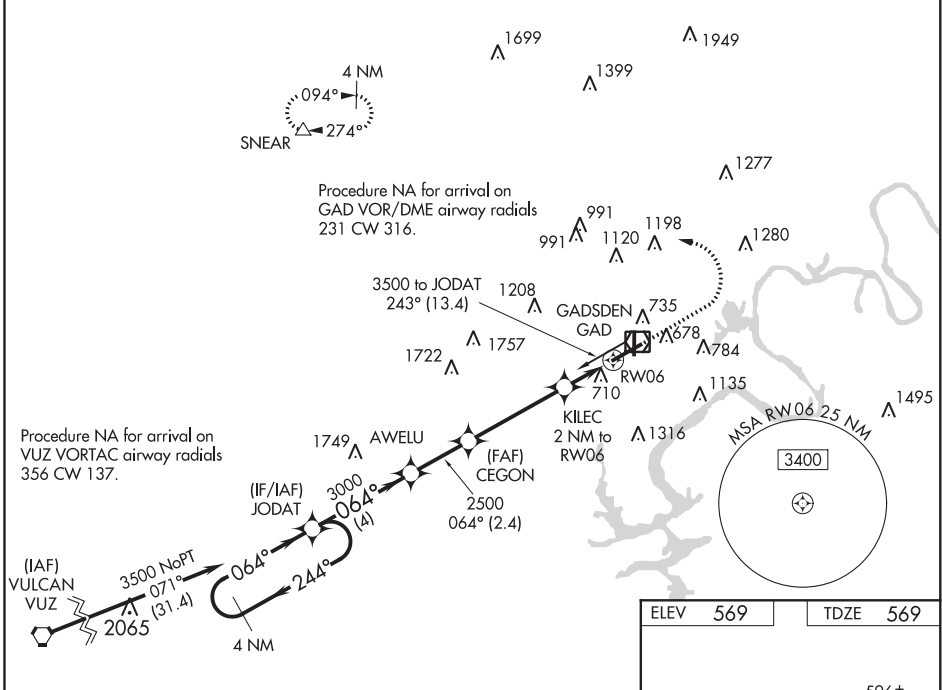 1699
1949
1399
4 NM
094°
274°
SNEAR
1277
Procedure NA for arrival on
GAD VOR/DME airway radials
231 CW 316.
991
991
1120
1198
1280
3500 to JODAT
243° (13.4)
1208
GADSDEN
GAD
735
678
784
1757
1722
RW06
710
1135
KILEC
2 NM to
RW06
1495
MSA RW06 25 NM
3400
1316
Procedure NA for arrival on
VUZ VORTAC airway radials
356 CW 137.
1749
AWELU
(FAF)
CEGON
(IF/IAF)
JODAT
3000
064°
(4)
2500
064° (2.4)
(IAF)
VULCAN
VUZ
3500 NoPT
071°
(31.4)
2065
064°
244°
4 NM
ELEV 569
TDZE 569